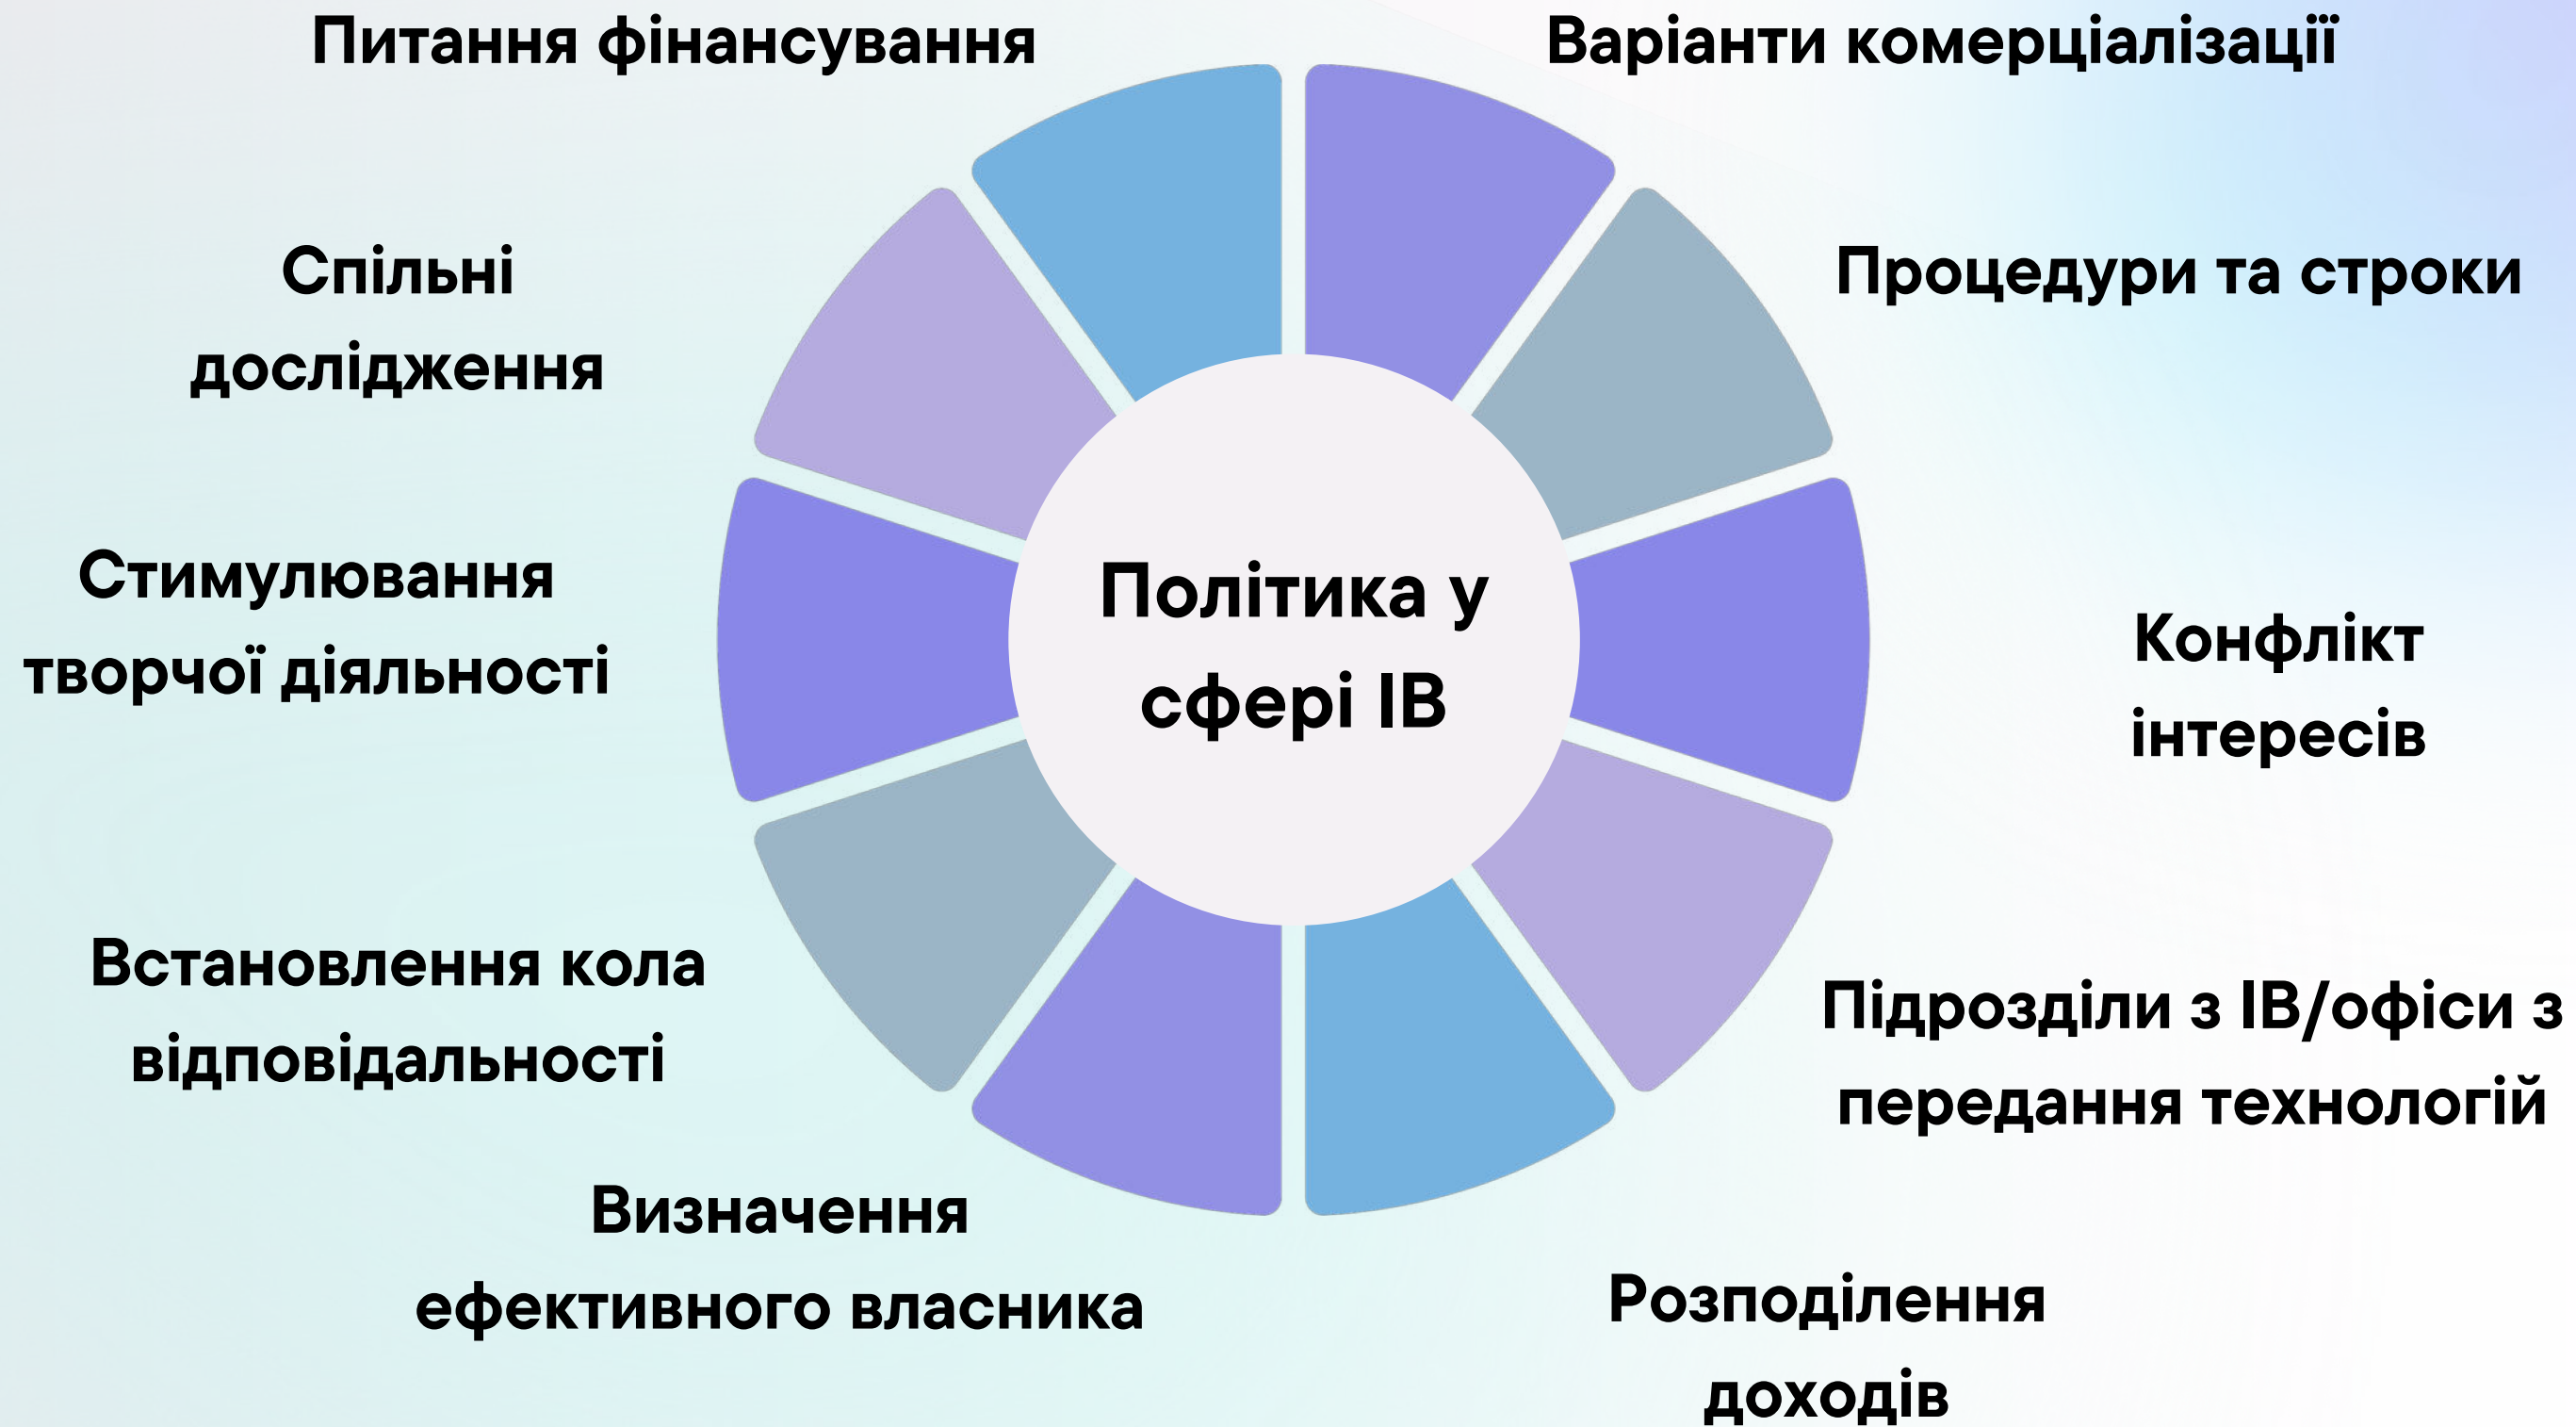 Питання фінансування
Варіанти комерціалізації
Спільні
дослідження
Процедури та строки
Стимулювання
творчої діяльності
Політика у
сфері ІВ
Конфлікт
інтересів
Встановлення кола
відповідальності
Підрозділи з ІВ/офіси з
передання технологій
Визначення
ефективного власника
Розподілення
доходів